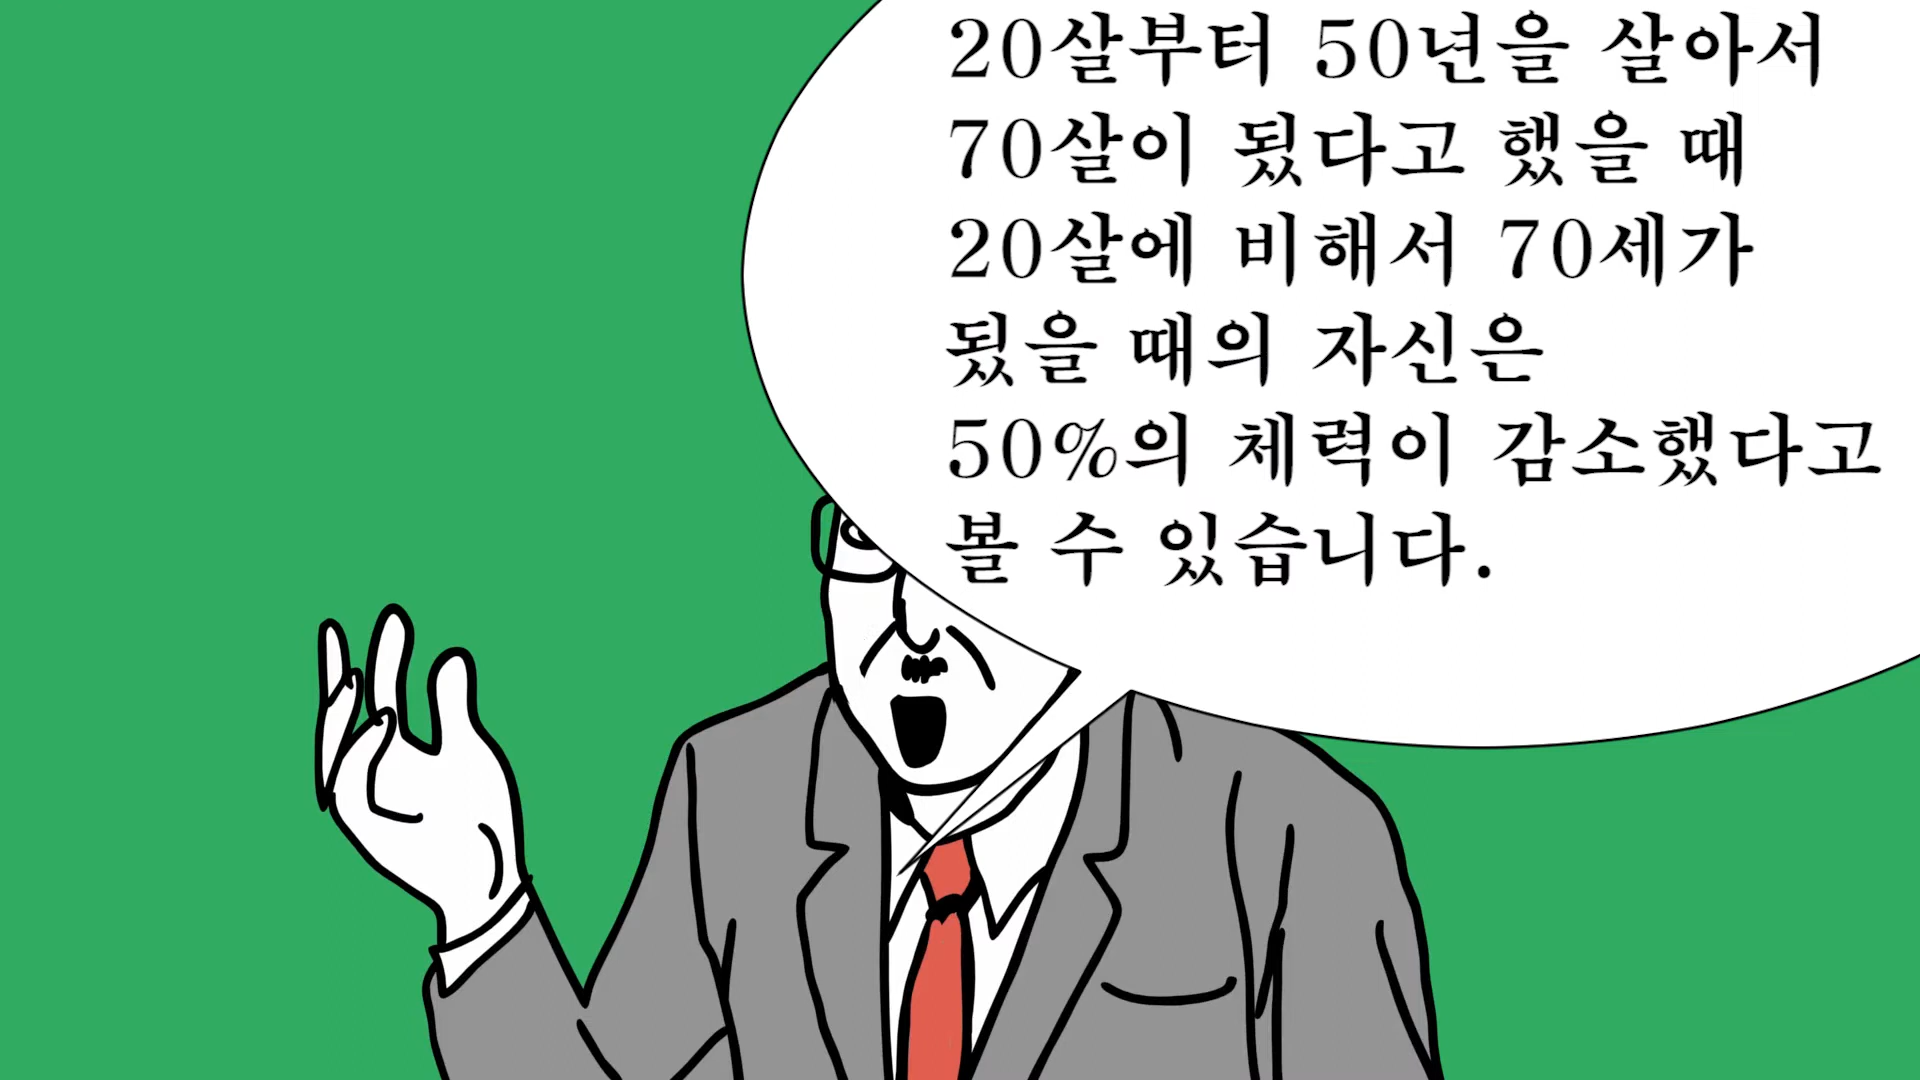 20살부터 50년을 살아서
70살이 됬다고 했을 때
20살에 비해서 70세가
됬을 때의 자신은
50%의 체력이 감소했다고
볼 수 있습니다.